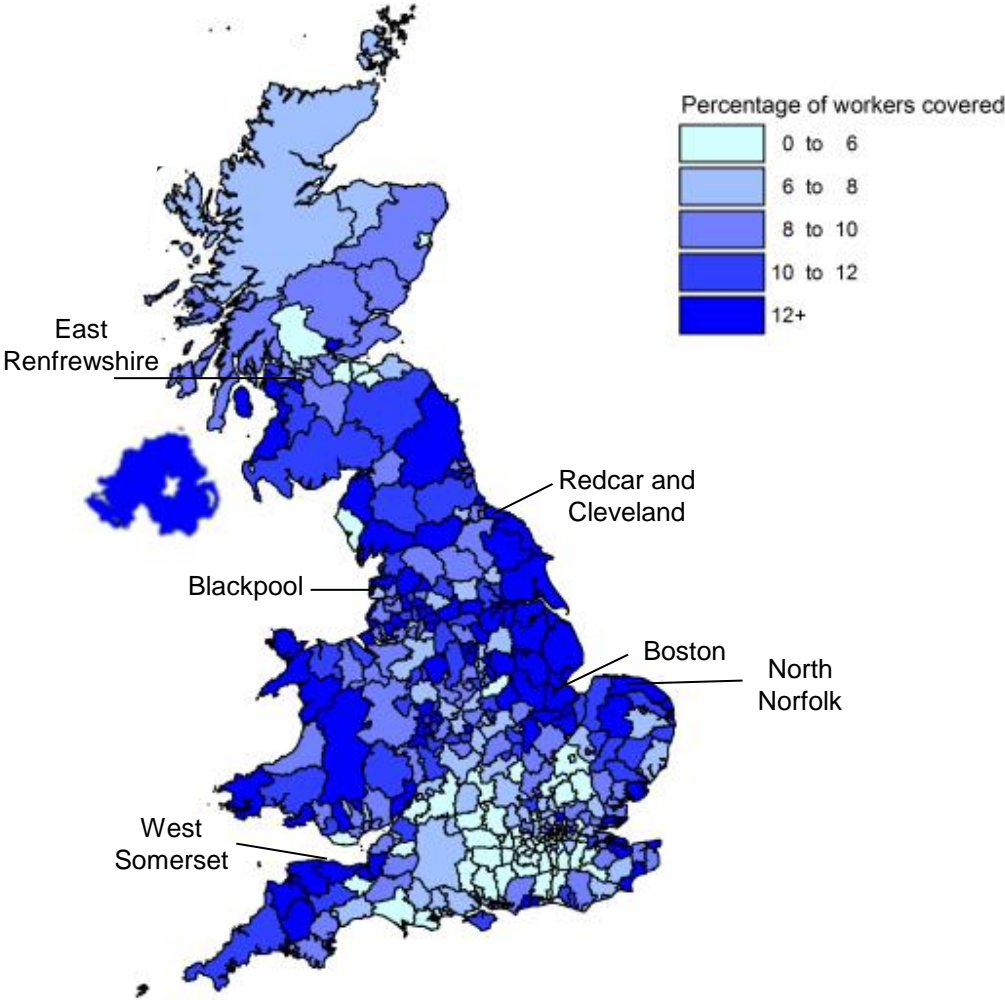 Percentage of workers covered
0 to 6
6 to 8
8 to 10
10 to 12
12+
East
Renfrewshire
Redcar and
Cleveland
Blackpool
Boston
North
Norfolk
West
Somerset